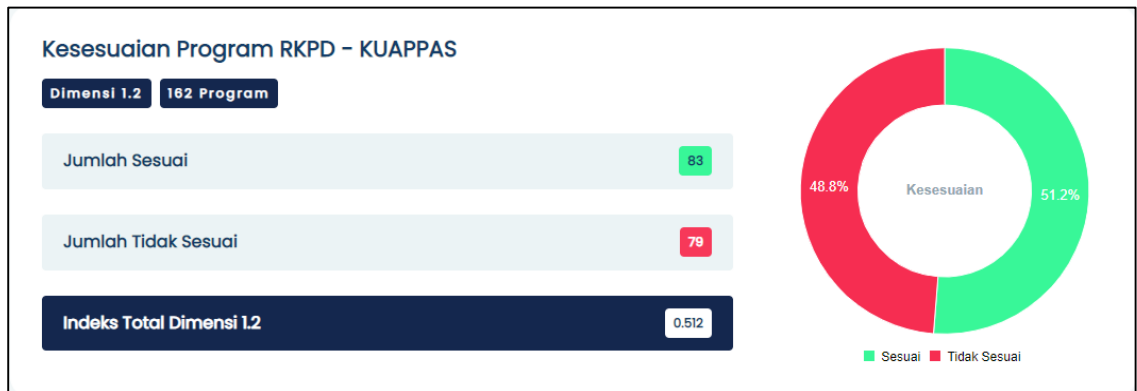 Kesesuaian Program RKPD - KUAPPAS
Dimensi 1.2 162 Program
Jumlah Sesuai 83
Jumlah Tidak Sesuai 79
Indeks Total Dimensi 1.2 0.512
48.8% Kesesuaian 51.2%
Sesuai Tidak Sesuai